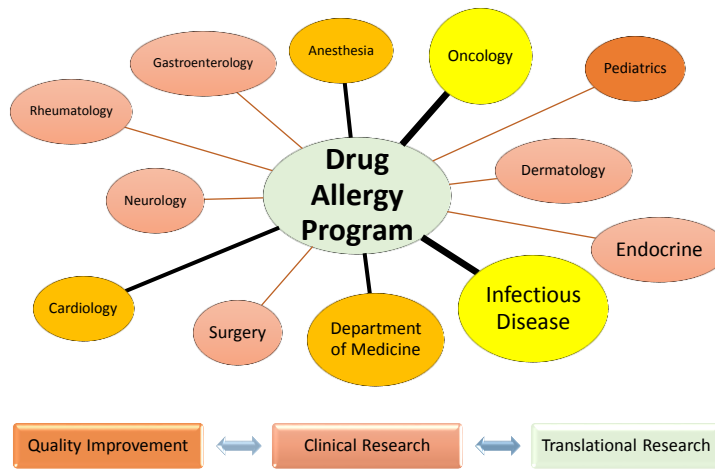 Anesthesia
Oncology
Gastroenterology
Pediatrics
Rheumatology
Drug
Allergy
Program
Dermatology
Neurology
Endocrine
Infectious
Disease
Cardiology
Surgery
Department
of Medicine
Quality Improvement
Clinical Research
Translational Research